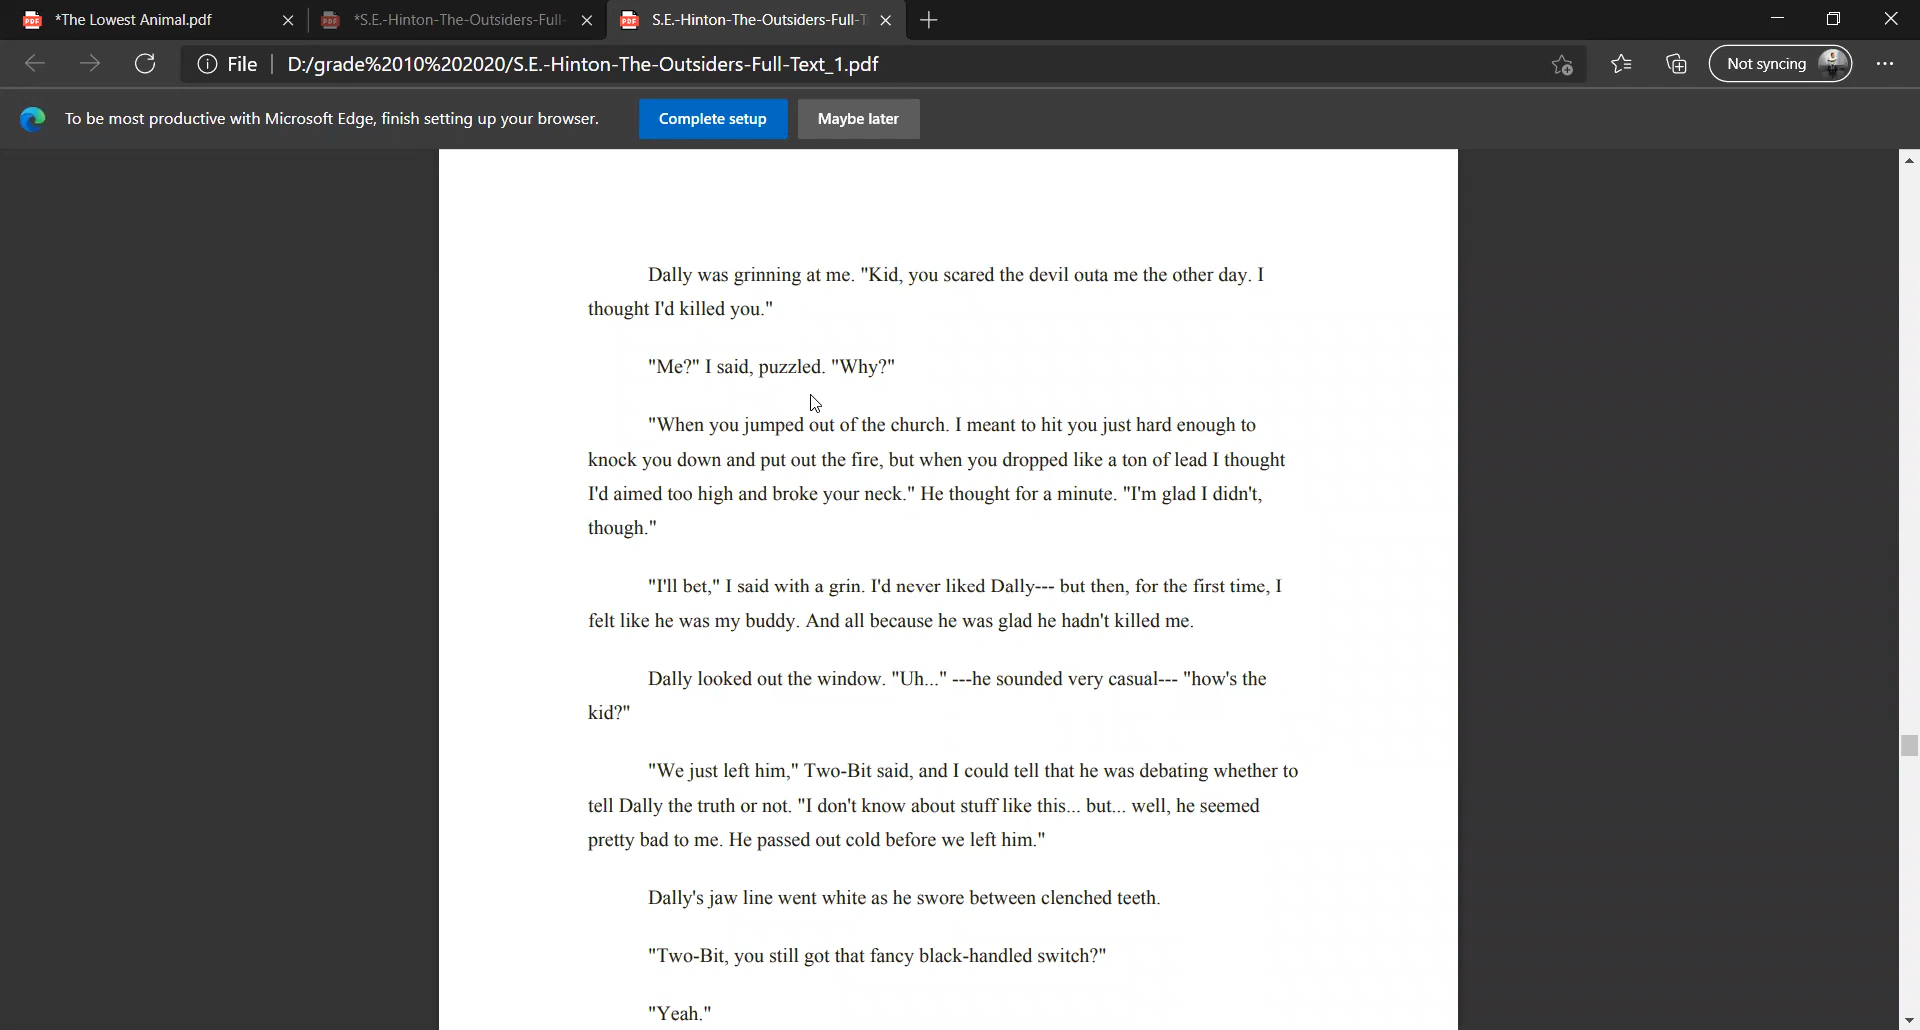 *The Lowest Animal.pdf
*S.E.-Hinton-The-Outsiders-Full-
S.E.-Hinton-The-Outsiders-Full-T
File
D:/grade%2010%202020/S.E.-Hinton-The-Outsiders-Full-Text_1.pdf
Not syncing
To be most productive with Microsoft Edge, finish setting up your browser.
Complete setup
Maybe later
Dally was grinning at me. "Kid, you scared the devil outa me the other day. I
thought I'd killed you."
"Me?" I said, puzzled. "Why?"
"When you jumped out of the church. I meant to hit you just hard enough to
knock you down and put out the fire, but when you dropped like a ton of lead I thought
I'd aimed too high and broke your neck." He thought for a minute. "I'm glad I didn't,
though."
"I'll bet," I said with a grin. I'd never liked Dally--- but then, for the first time, I
felt like he was my buddy. And all because he was glad he hadn't killed me.
Dally looked out the window. "Uh..." ---he sounded very casual--- "how's the
kid?"
"We just left him," Two-Bit said, and I could tell that he was debating whether to
tell Dally the truth or not. "I don't know about stuff like this... but... well, he seemed
pretty bad to me. He passed out cold before we left him."
Dally's jaw line went white as he swore between clenched teeth.
"Two-Bit, you still got that fancy black-handled switch?"
"Yeah."